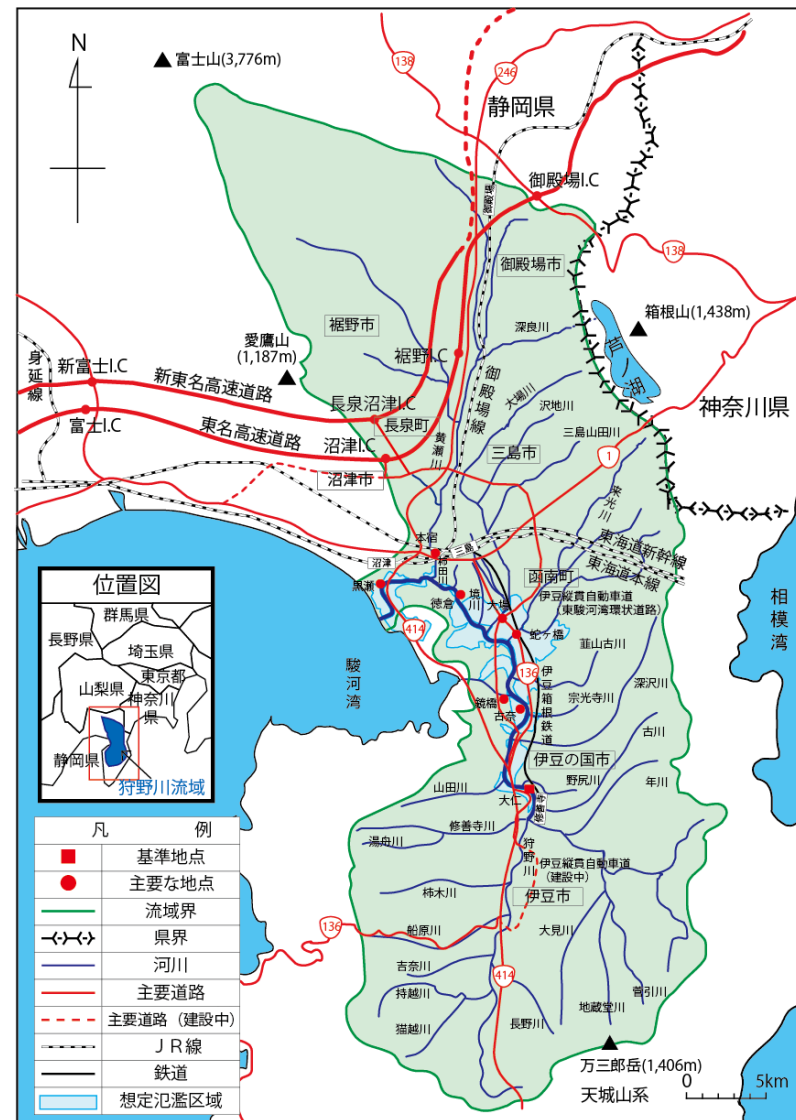 N
富士山(3,776m)
138
246
静岡県
御殿場I.C
御殿場
御殿場市
138
箱根山(1,438m)
芦ノ湖
裾野市
深良川
愛鷹山
(1,187m)
裾野I.C
御殿場線
身延線
新富士I.C
新東名高速道路
長泉沼津I.C
長泉町
大場川
沢地川
神奈川県
富士I.C
東名高速道路
沼津I.C
黄瀬川
三島市
三島山田川
1
沼津市
来光川
本宿
三島
沼津
柿田川
東海道新幹線
東海道本線
函南町
黒瀬
徳倉
境川
大場
伊豆縦貫自動車道
(東駿河湾環状道路)
蛇ヶ橋
相模湾
414
駿河湾
韮山古川
136
伊豆箱根鉄道
深沢川
鏡橋
古奈
宗光寺川
古川
伊豆の国市
山田川
大仁
野尻川
年川
修善寺
修善寺川
湯舟川
狩野川
伊豆縦貫自動車道
(建設中)
柿木川
伊豆市
136
船原川
大見川
吉奈川
414
持越川
菅引川
猫越川
長野川
地蔵堂川
万三郎岳(1,406m)
天城山系
0 5km
位置図
群馬県
長野県
埼玉県
東京都
山梨県
神奈川県
静岡県
狩野川流域
凡 例
基準地点
主要な地点
流域界
県界
河川
主要道路
主要道路(建設中)
JR線
鉄道
想定氾濫区域